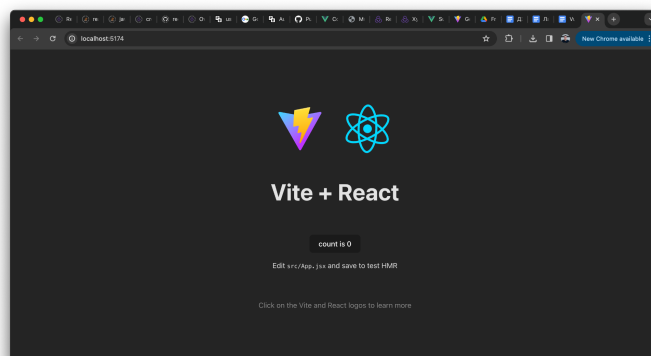 localhost:5174
New Chrome available
Vite + React
count is 0
Edit src/App.jsx and save to test HMR
Click on the Vite and React logos to learn more